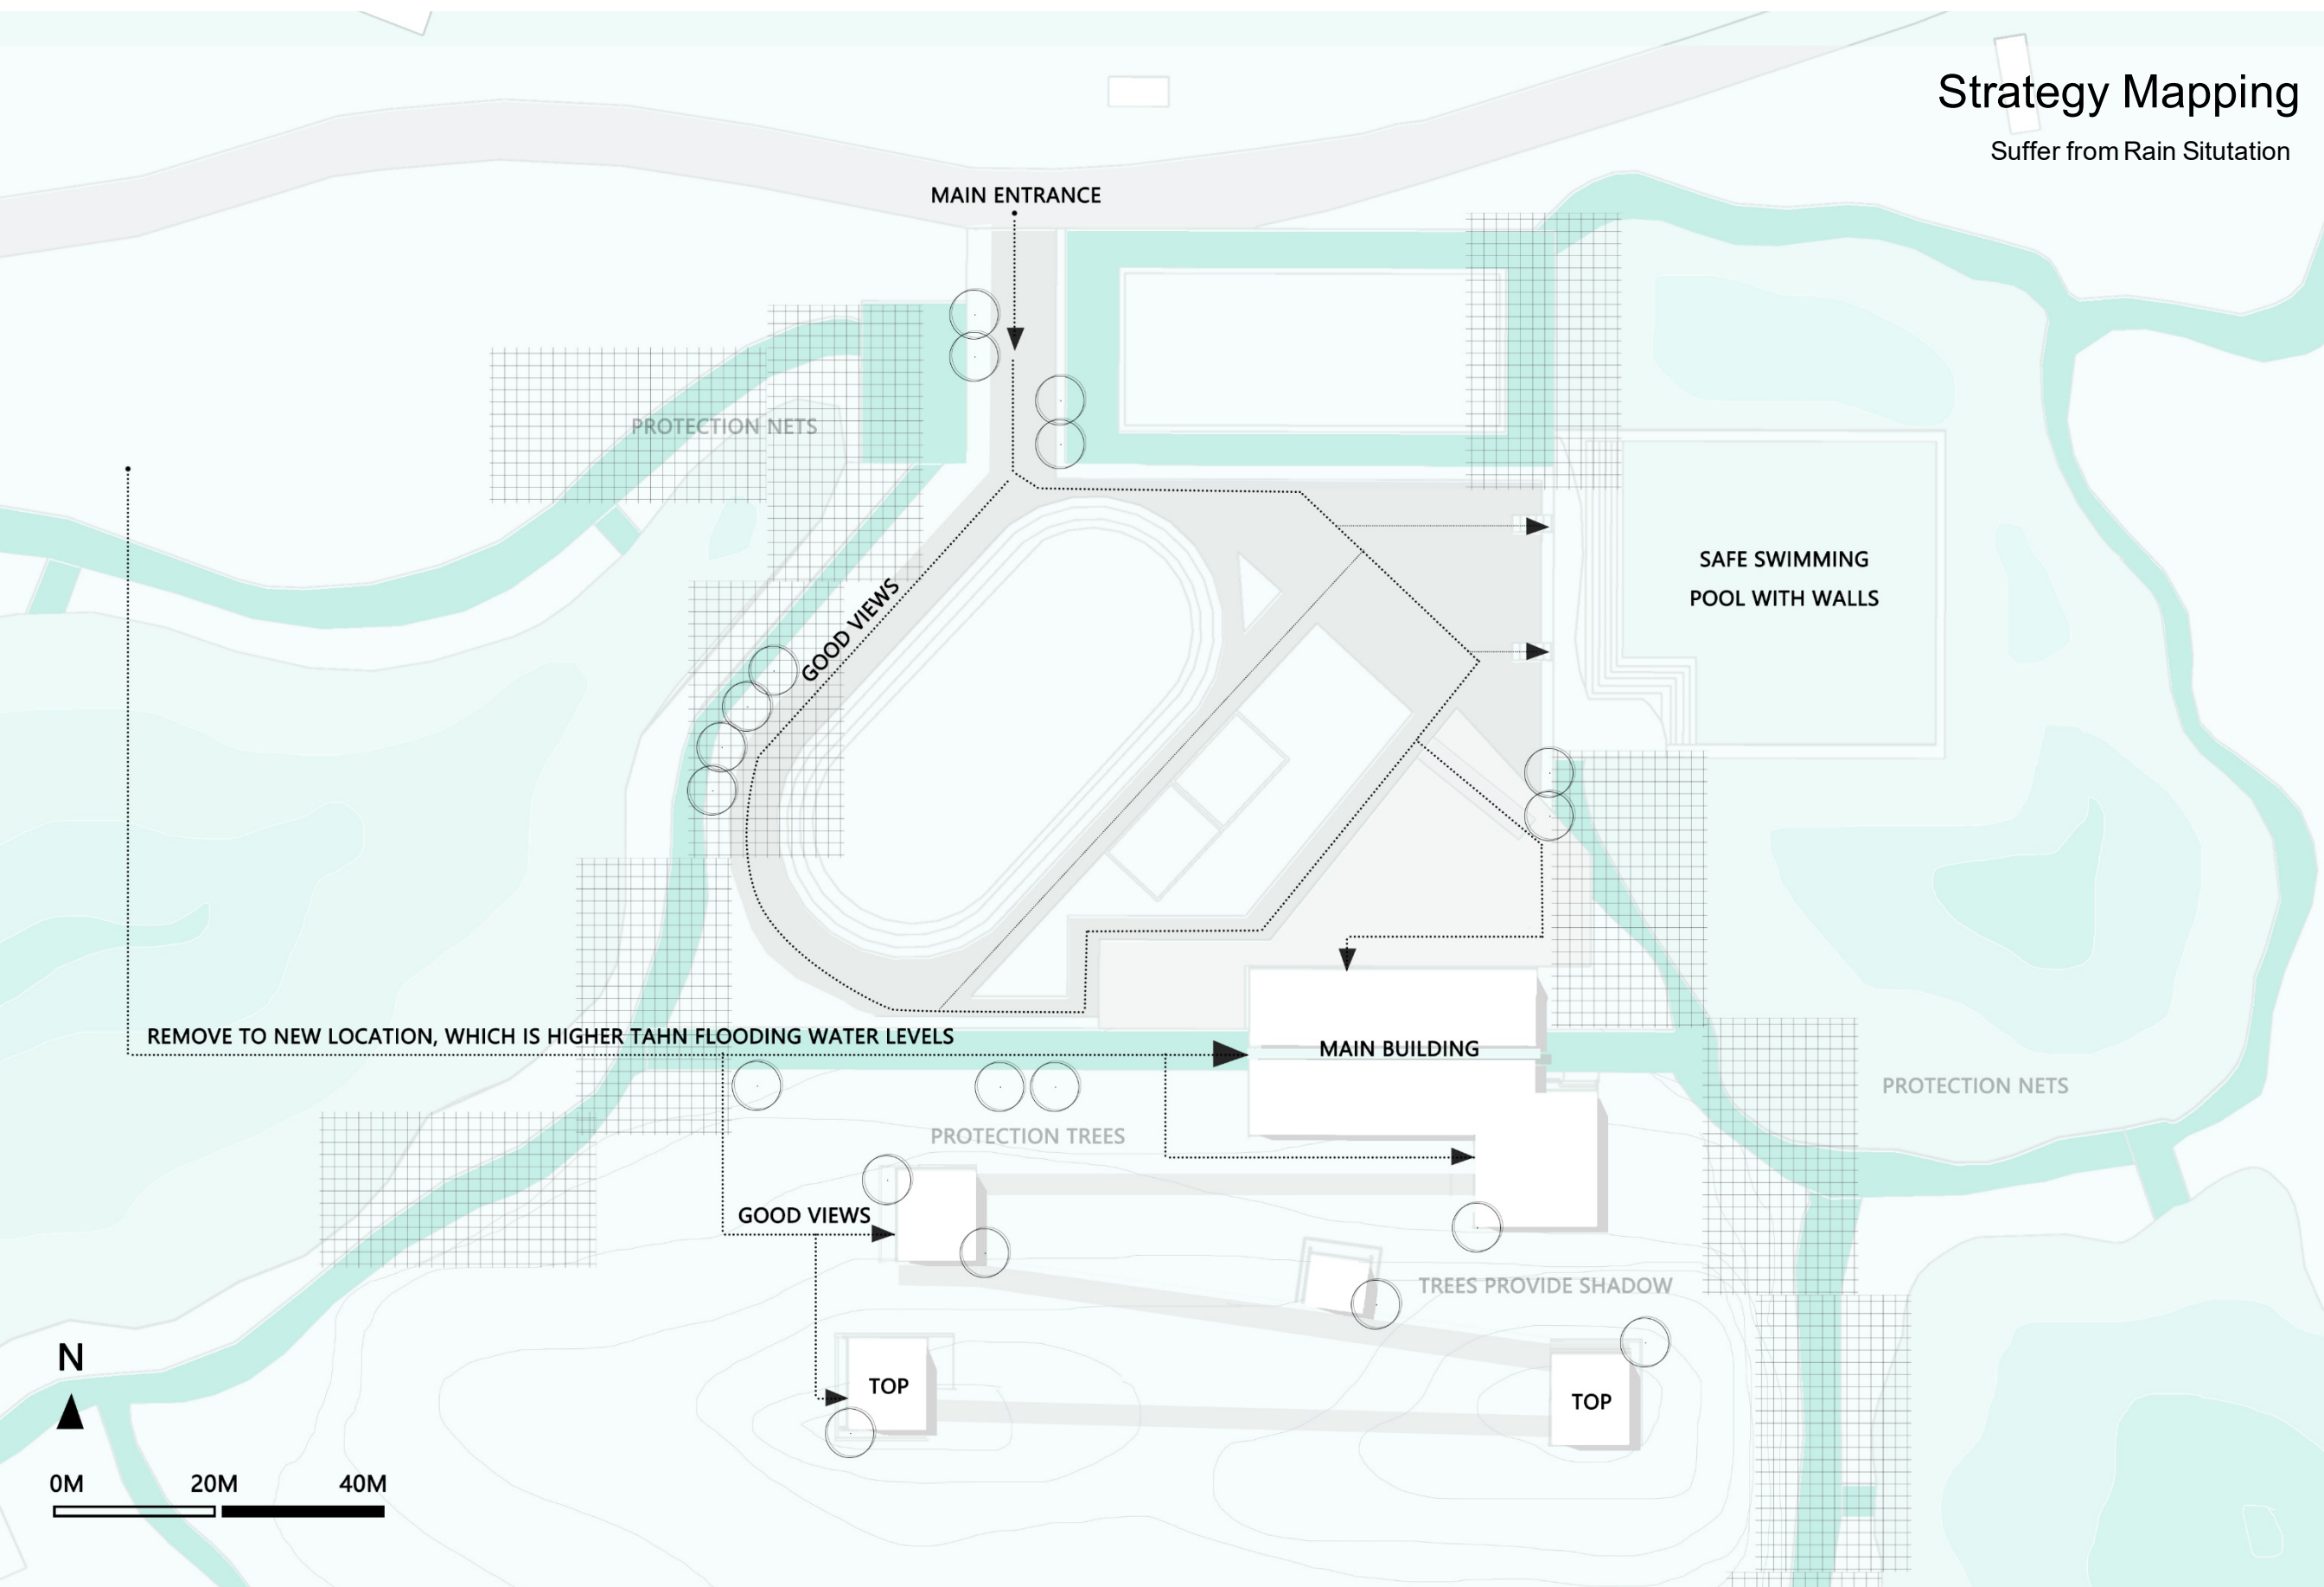 Strategy Mapping
Suffer from Rain Situtation
MAIN ENTRANCE
PROTECTION NETS
GOOD VIEWS
SAFE SWIMMING
POOL WITH WALLS
REMOVE TO NEW LOCATION, WHICH IS HIGHER TAHN FLOODING WATER LEVELS
MAIN BUILDING
PROTECTION NETS
PROTECTION TREES
GOOD VIEWS
TREES PROVIDE SHADOW
TOP
TOP
N
0M 20M 40M